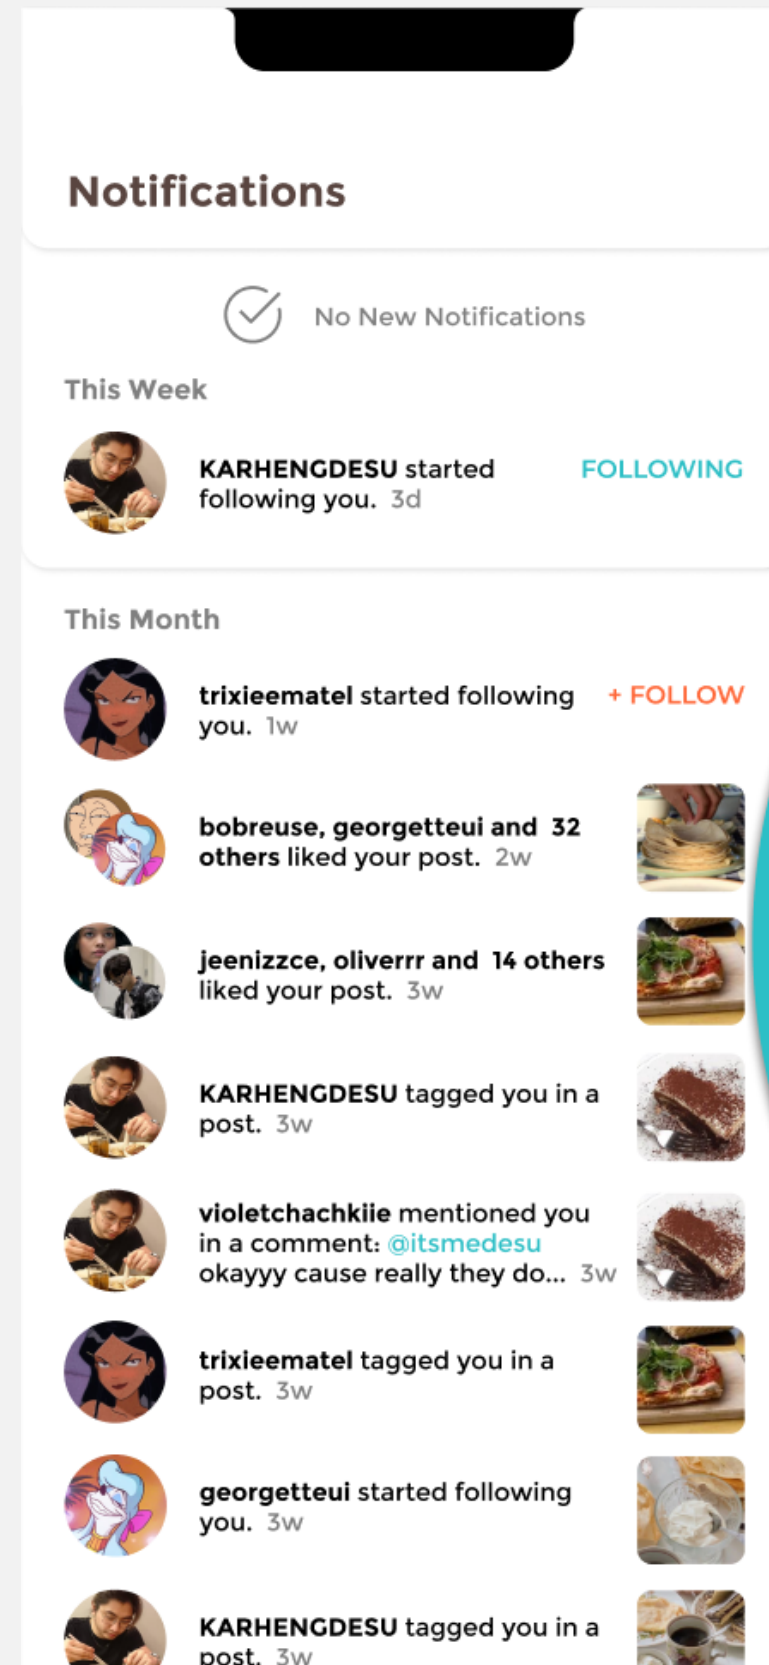 Notifications
No New Notifications
This Week
KARHENGDESU started
following you. 3d
FOLLOWING
This Month
trixieematel started following
you. 1w
+ FOLLOW
bobreuse, georgetteui and 32
others liked your post. 2w
jeenizzce, oliverrr and 14 others
liked your post. 3w
KARHENGDESU tagged you in a
post. 3w
violetchachkiie mentioned you
in a comment: @itsmedesu
okayyy cause really they do... 3w
trixieematel tagged you in a
post. 3w
georgetteui started following
you. 3w
KARHENGDESU tagged you in a
post. 3w